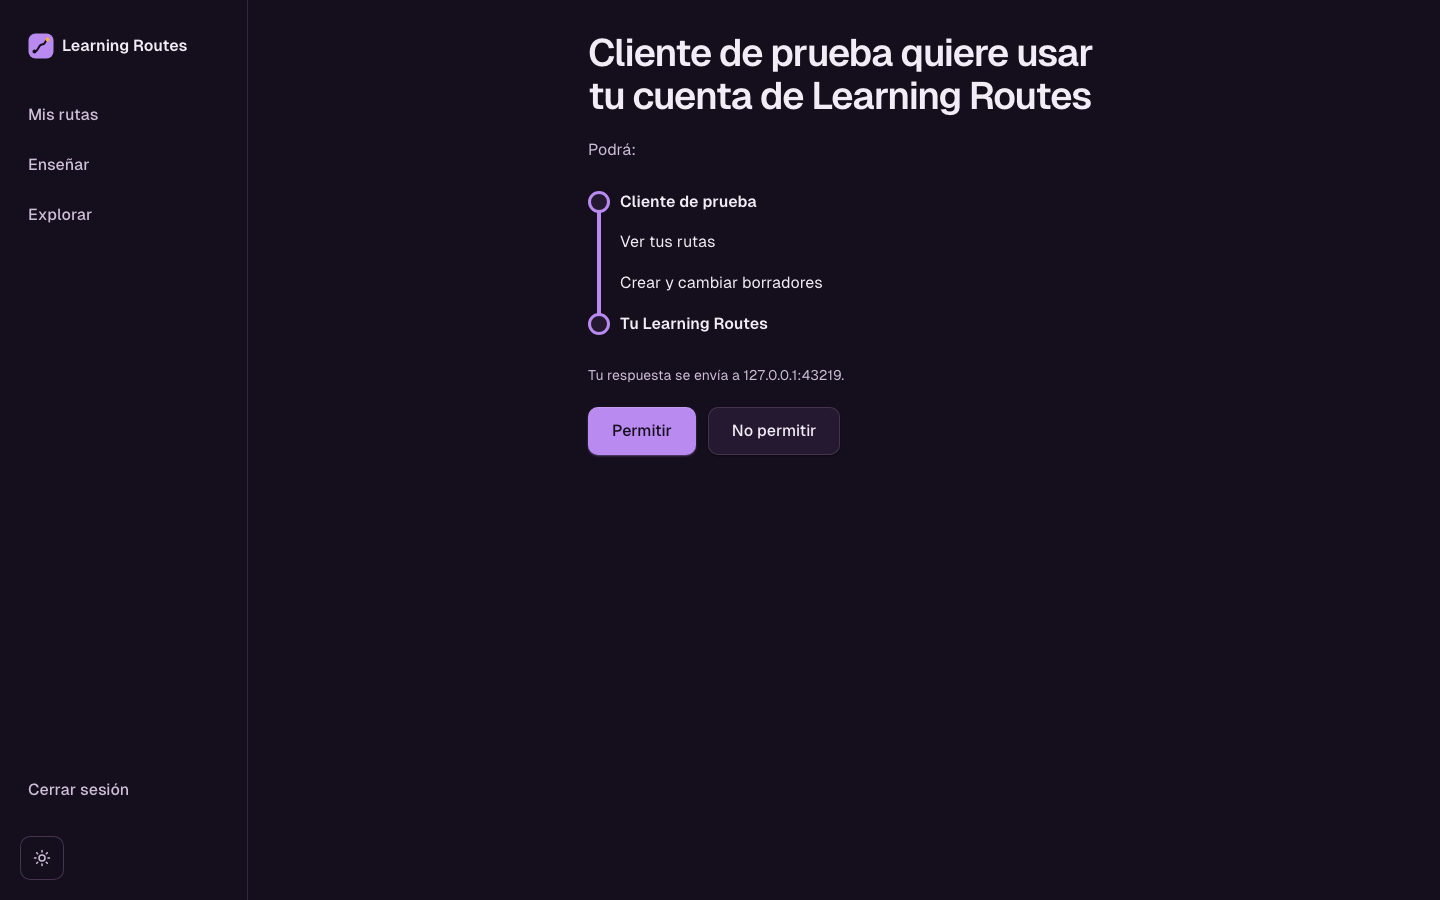 Learning Routes
Mis rutas
Enseñar
Explorar
Cerrar sesión
Cliente de prueba quiere usar
tu cuenta de Learning Routes
Podrá:
Cliente de prueba
Ver tus rutas
Crear y cambiar borradores
Tu Learning Routes
Tu respuesta se envía a 127.0.0.1:43219.
Permitir
No permitir